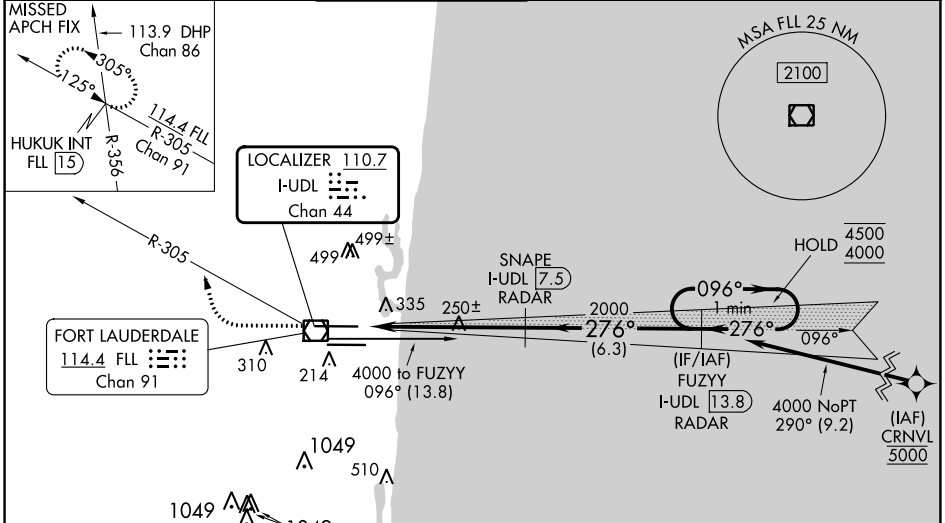 MISSED
APCH FIX
113.9 DHP
Chan 86
305°
125°
114.4 FLL
R-305
Chan 91
HUKUK INT
FLL 15
R-356
LOCALIZER 110.7
I-UDL
Chan 44
MSA FLL 25 NM
2100
R-305
499
499±
335
250±
SNAPE
I-UDL 7.5
RADAR
HOLD
4500
4000
096°
1 min
2000
276°
(6.3)
276°
096°
FORT LAUDERDALE
114.4 FLL
Chan 91
310
214
4000 to FUZYY
096° (13.8)
(IF/IAF)
FUZYY
I-UDL 13.8
RADAR
4000 NoPT
290° (9.2)
(IAF)
CRNVL
5000
1049
510
1049